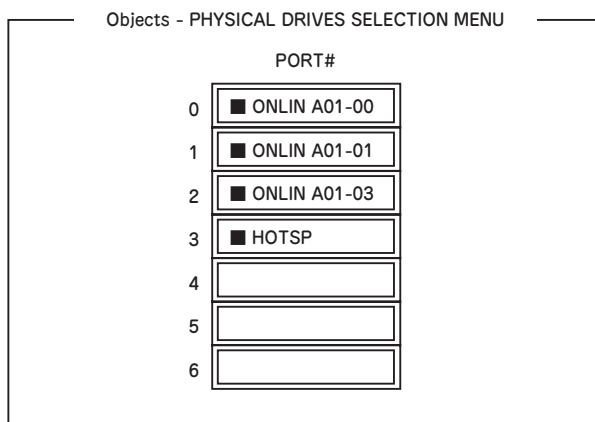 Objects - PHYSICAL DRIVES SELECTION MENU
PORT#
0 ■ ONLIN A01-00
1 ■ ONLIN A01-01
2 ■ ONLIN A01-03
3 ■ HOTSP
4
5
6